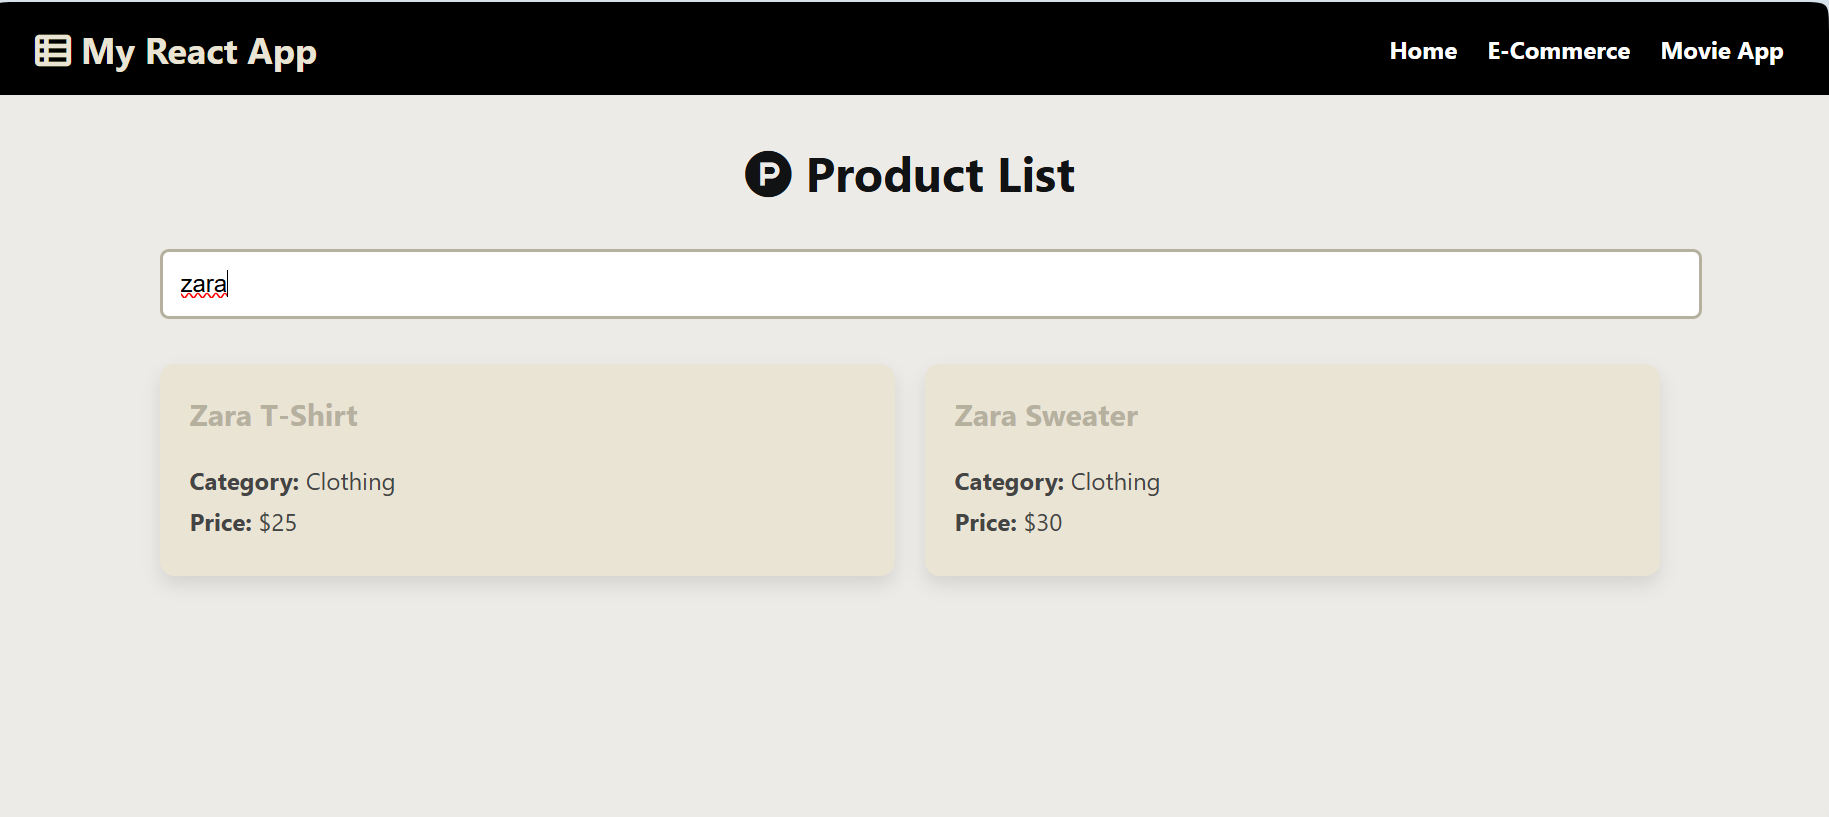 My React App
Home E-Commerce Movie App
P Product List
zara
Zara T-Shirt
Category: Clothing
Price: $25
Zara Sweater
Category: Clothing
Price: $30